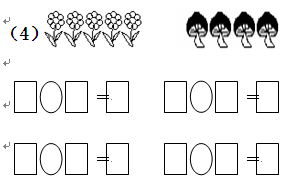 (4)
= =
= =